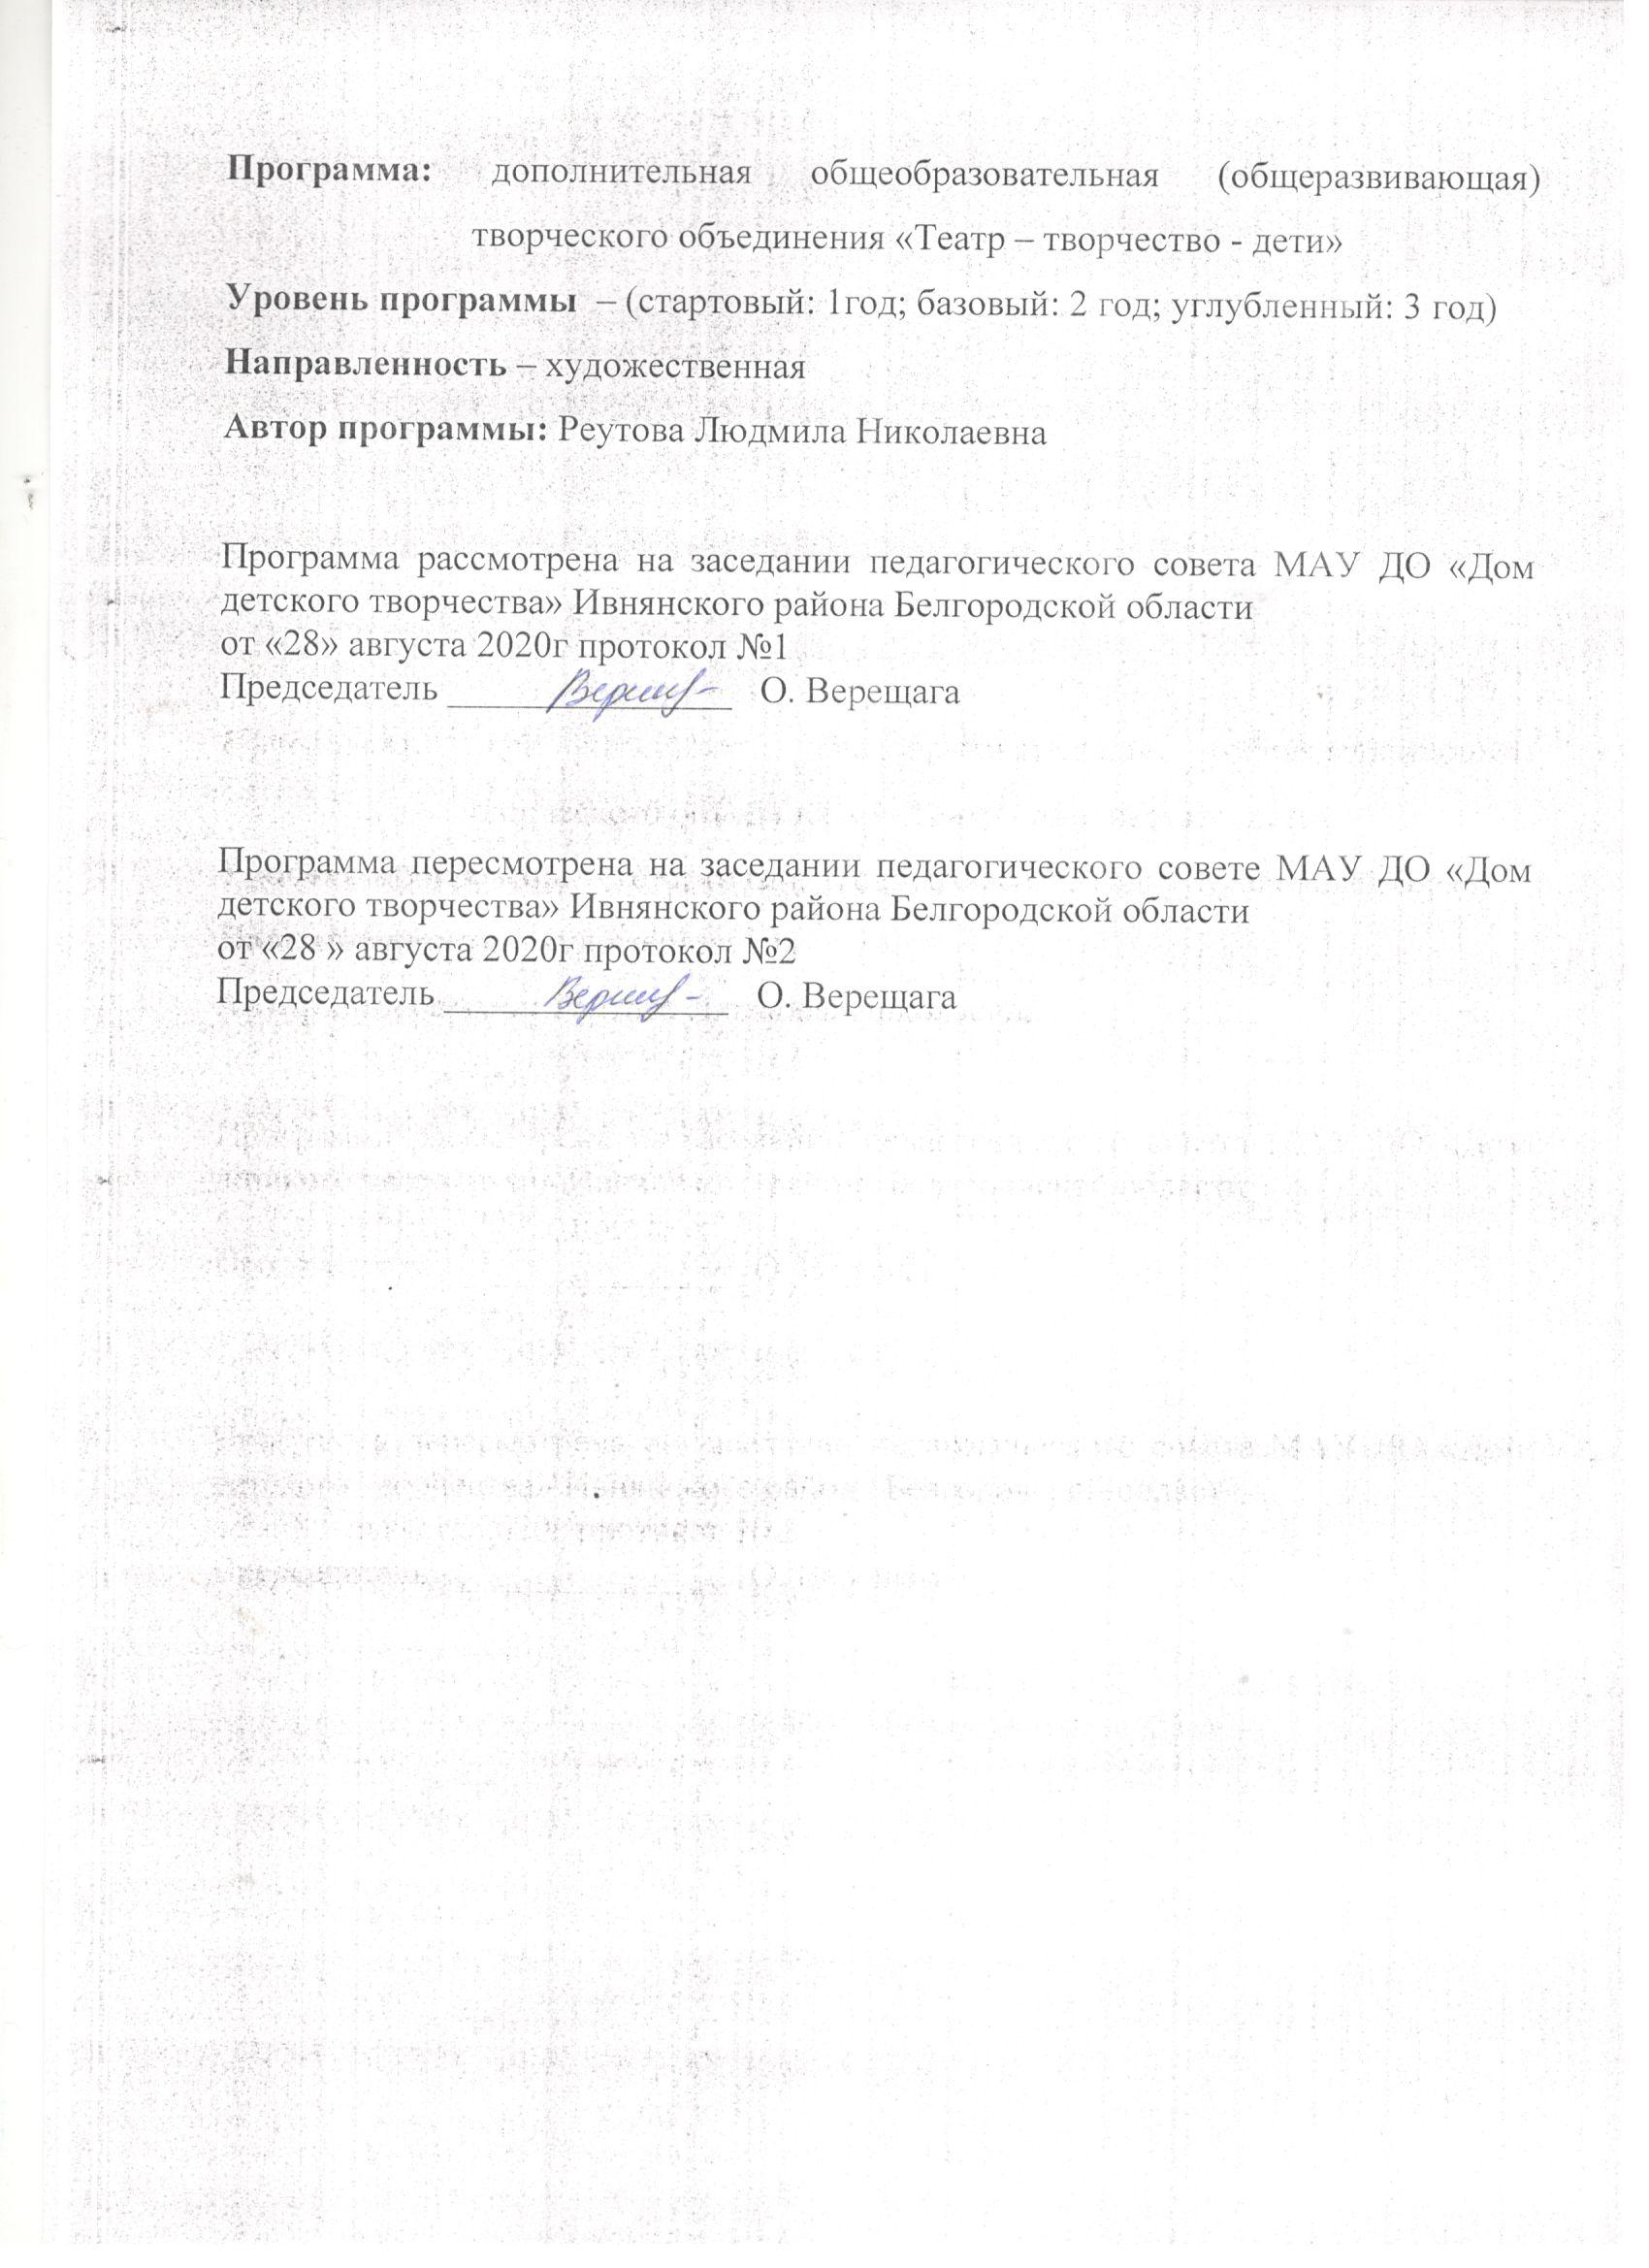 Программа: дополнительная общеобразовательная (общеразвивающая)
творческого объединения «Театр – творчество - дети»
Уровень программы – (стартовый: 1год; базовый: 2 год; углубленный: 3 год)
Направленность – художественная
Автор программы: Реутова Людмила Николаевна
Программа рассмотрена на заседании педагогического совета МАУ ДО «Дом
детского творчества» Ивнянского района Белгородской области
от «28» августа 2020г протокол №1
Председатель _______________ О. Верещага
Программа пересмотрена на заседании педагогического совете МАУ ДО «Дом
детского творчества» Ивнянского района Белгородской области
от «28 » августа 2020г протокол №2
Председатель _______________ О. Верещага